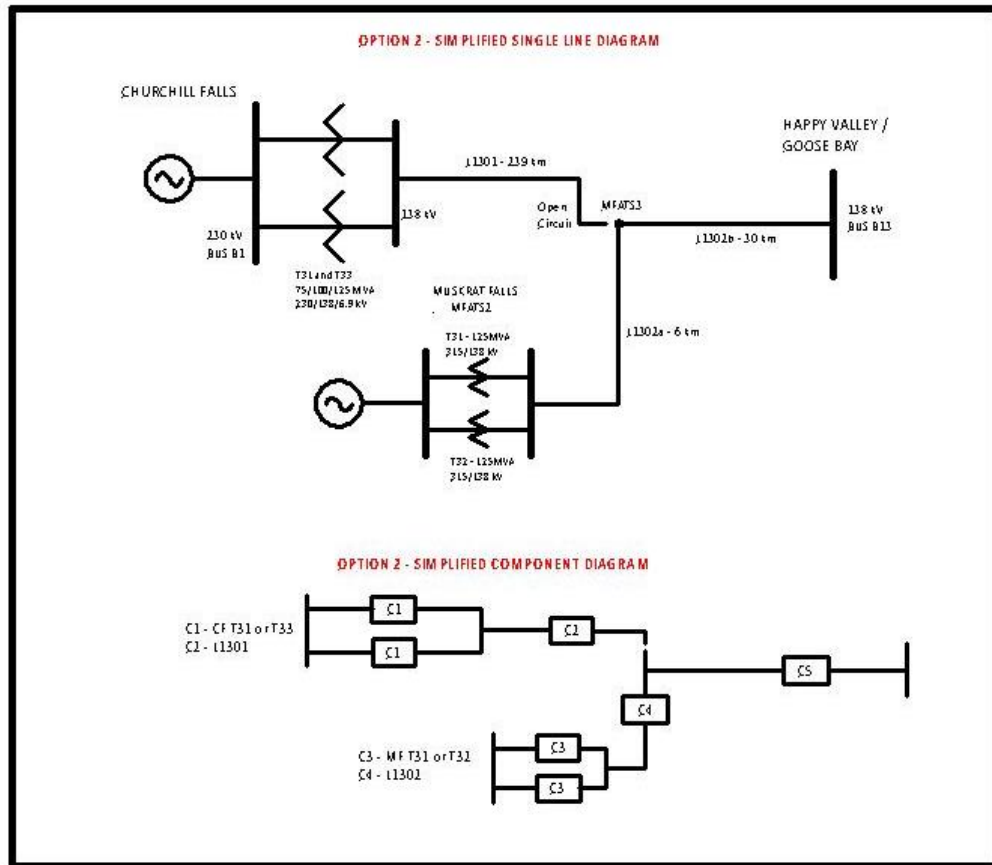 OPTION 2 - SIMPLIFIED SINGLE LINE DIAGRAM
CHURCHILL FALLS
HAPPY VALLEY /
GOOSE BAY
L1301 - 239 km
Open
Circuit
MFATS3
138 kV
138 kV
BUS B13
L1302b - 30 km
230 kV
BUS B1
T31 and T33
75/100/125 MVA
230/138/6.9 kV
MUSKRAT FALLS
MFATS2
T31 - 125MVA
315/138 kV
L1302a - 6 km
T32 - 125MVA
315/138 kV
OPTION 2 - SIMPLIFIED COMPONENT DIAGRAM
C1 - CF T31 or T33
C2 - L1301
C1
C1
C2
C5
C4
C3 - MF T31 or T32
C4 - L1302
C3
C3